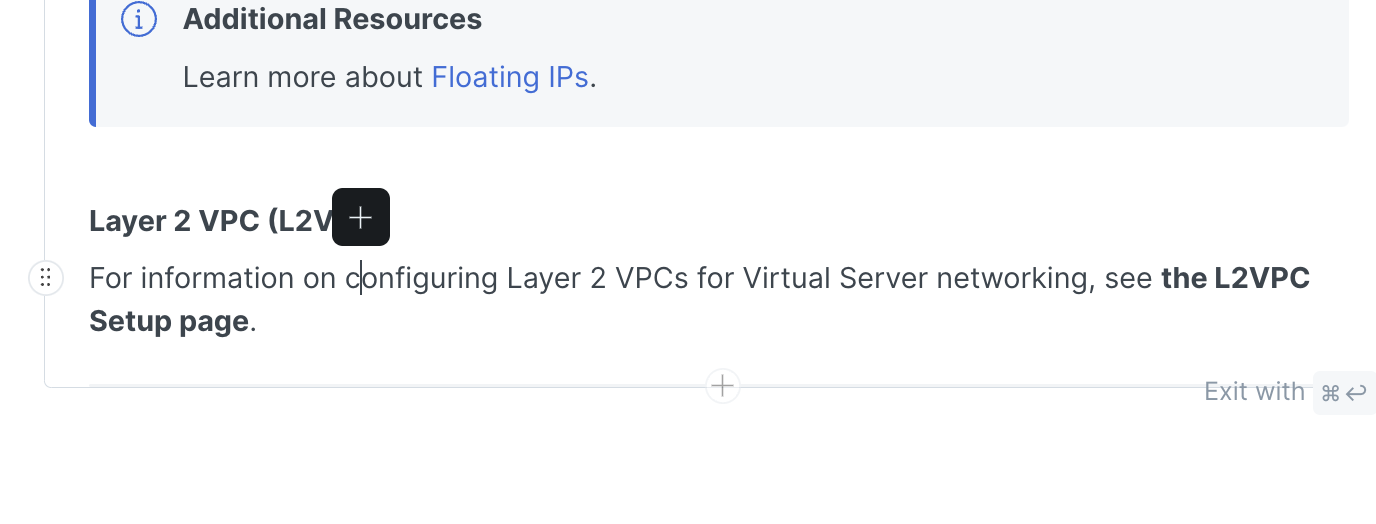 Additional Resources
Learn more about Floating IPs.
Layer 2 VPC (L2V
For information on configuring Layer 2 VPCs for Virtual Server networking, see the L2VPC
Setup page.
Exit with ⌘ ↩